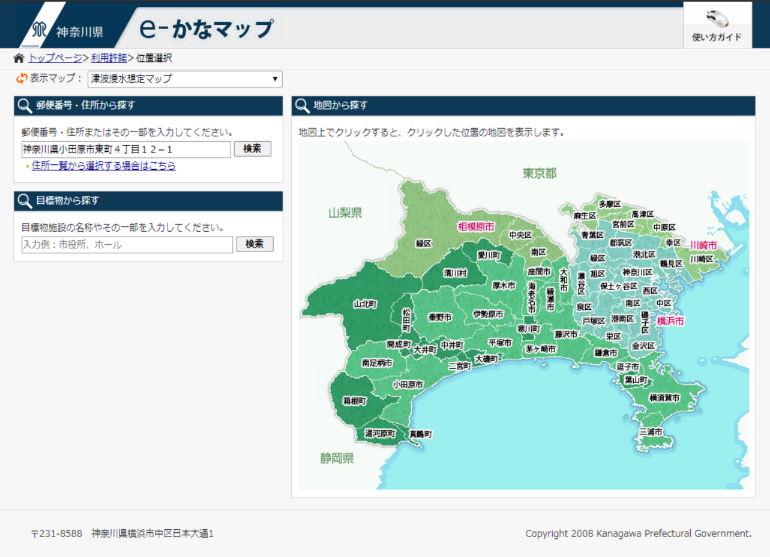 神奈川県
e-かなマップ
使い方ガイド
トップページ> 利用許諾> 位置選択
表示マップ： 津波浸水想定マップ
郵便番号・住所から探す
郵便番号・住所またはその一部を入力してください。
神奈川県小田原市東町４丁目１２－１ 検索
住所一覧から選択する場合はこちら
目標物から探す
目標物施設の名称やその一部を入力してください。
入力例：市役所、ホール 検索
地図から探す
地図上でクリックすると、クリックした位置の地図を表示します。
東京都
山梨県
多摩区
麻生区
高津区
宮前区
中原区
相模原市
中央区
青葉区
都筑区
幸区
川崎市
緑区
南区
愛川町
緑区
港北区
鶴見区
川崎区
清川村
座間市
大和市
瀬谷区
旭区
神奈川区
厚木市
海老名市
綾瀬市
保土ヶ谷区
西区
山北町
松田町
秦野市
伊勢原市
寒川町
泉区
南区
中区
戸塚区
港南区
磯子区
横浜市
藤沢市
栄区
開成町
大井町
中井町
平塚市
茅ヶ崎市
鎌倉市
金沢区
南足柄市
二宮町
大磯町
逗子市
葉山町
小田原市
箱根町
横須賀市
湯河原町
真鶴町
三浦市
静岡県
〒231-8588 神奈川県横浜市中区日本大通1
Copyright 2008 Kanagawa Prefectural Government.